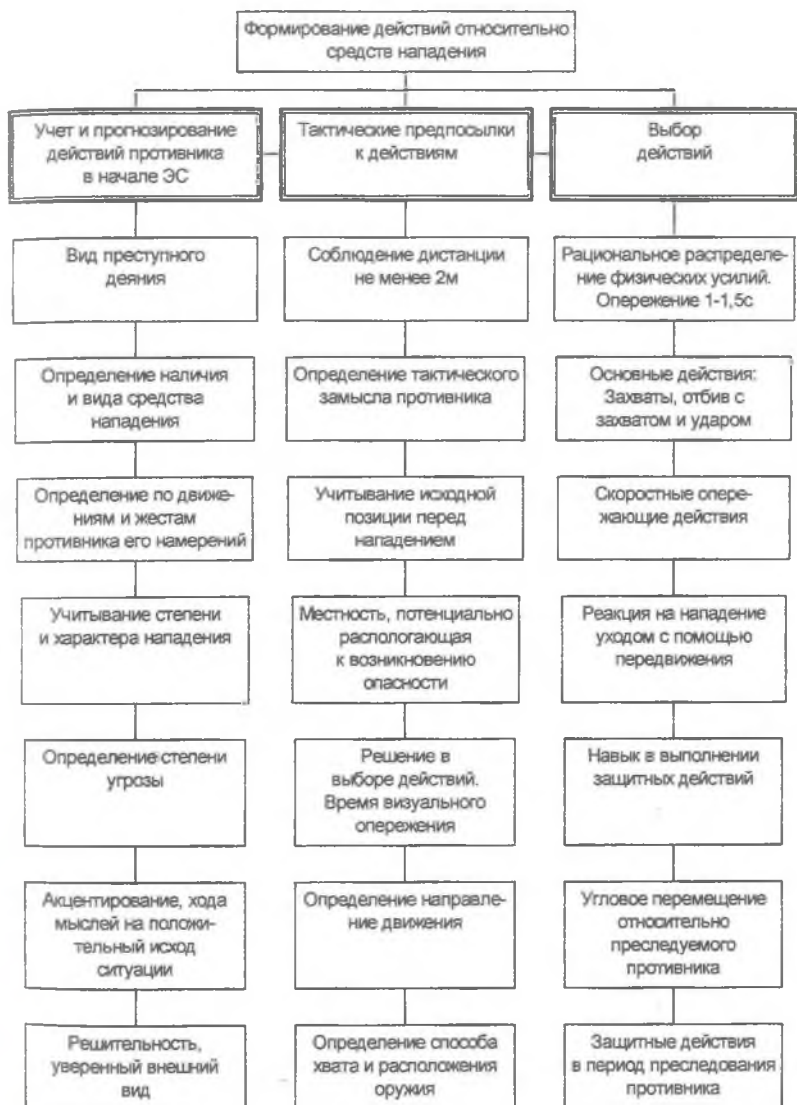 Формирование действий относительно
средств нападения
Учет и прогнозирование
действий противника
в начале ЭС
Вид преступного
деяния
Определение наличия
и вида средства
нападения
Определение по движе-
ниям и жестам
противника его намерений
Учитывание степени
и характера нападения
Определение степени
угрозы
Акцентирование, хода
мыслей на положи-
тельный исход
ситуации
Решительность,
уверенный внешний
вид
Тактические предпосылки
к действиям
Соблюдение дистанции
не менее 2м
Определение тактического
замысла противника
Учитывание исходной
позиции перед
нападением
Местность, потенциально
распологающая
к возникновению
опасности
Решение в
выборе действий.
Время визуального
опережения
Определение направле-
ние движения
Определение способа
хвата и расположения
оружия
Выбор
действий
Рациональное распределе-
ние физических усилий.
Опережение 1-1,5с
Основные действия:
Захваты, отбив с
захватом и ударом
Скоростные опере-
жающие действия
Реакция на нападение
уходом с помощью
передвижения
Навык в выполнении
защитных действий
Угловое перемещение
относительно
преследуемого
противника
Защитные действия
в период преследования
противника